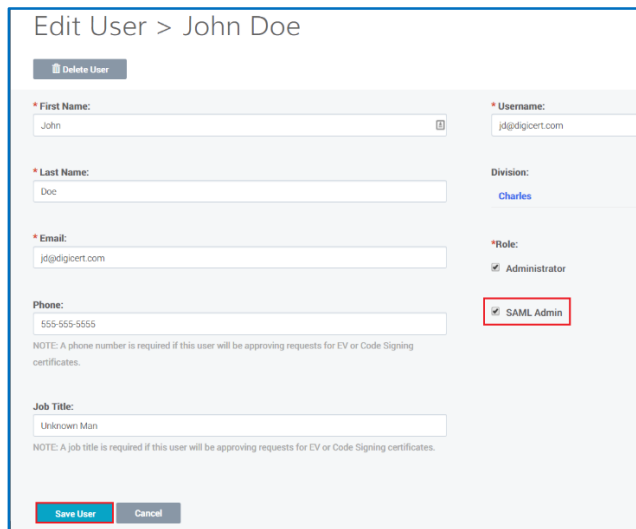 Edit User > John Doe
Delete User
* First Name:
John
* Last Name:
Doe
* Email:
jd@digicert.com
Phone:
555-555-5555
NOTE: A phone number is required if this user will be approving requests for EV or Code Signing
certificates.
Job Title:
Unknown Man
NOTE: A job title is required if this user will be approving requests for EV or Code Signing certificates.
Save User
Cancel
* Username:
jd@digicert.com
Division:
Charles
*Role:
Administrator
SAML Admin